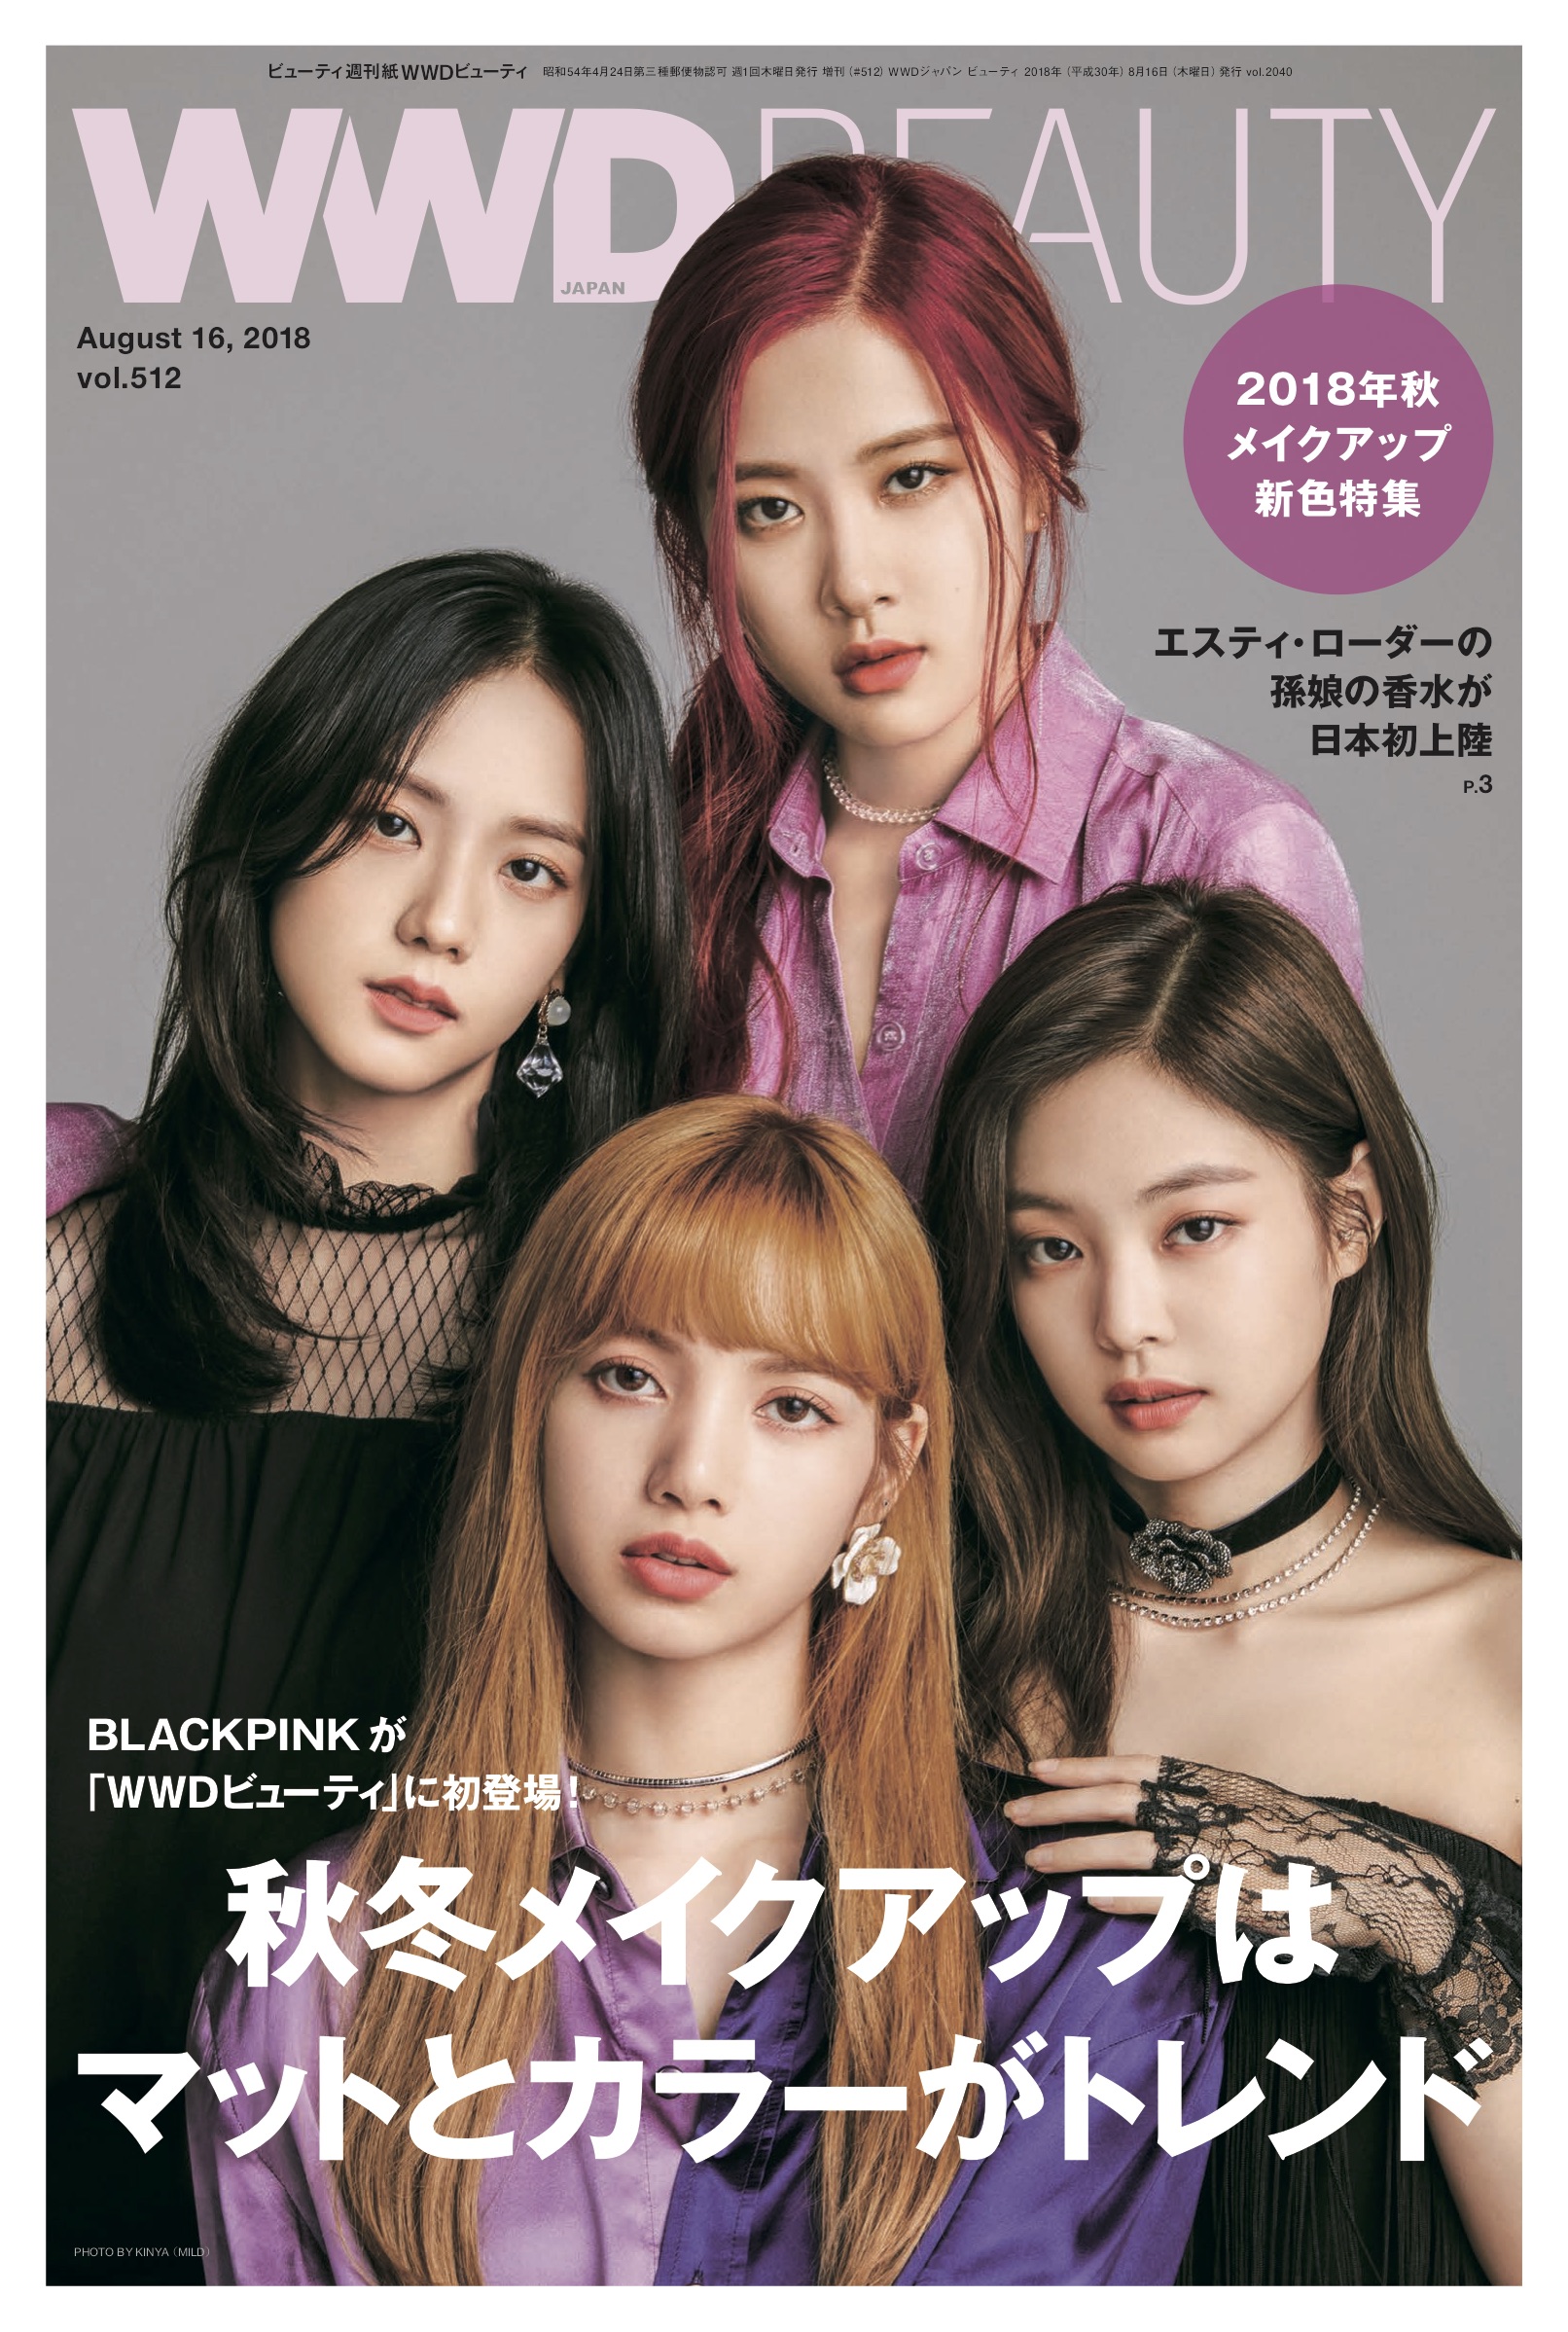 ビューティ週刊紙WWDビューティ 昭和54年4月24日第三種郵便物認可 週1回木曜日発行 増刊（#512）WWDジャパン ビューティ 2018年（平成30年）8月16日（木曜日）発行 vol.2040
WWDBEAUTY
JAPAN
August 16, 2018
vol.512
2018年秋
メイクアップ
新色特集
エスティ・ローダーの
孫娘の香水が
日本初上陸
P.3
BLACKPINKが
「WWDビューティ」に初登場！
秋冬メイクアップは
マットとカラーがトレンド
PHOTO BY KINYA（MILD）